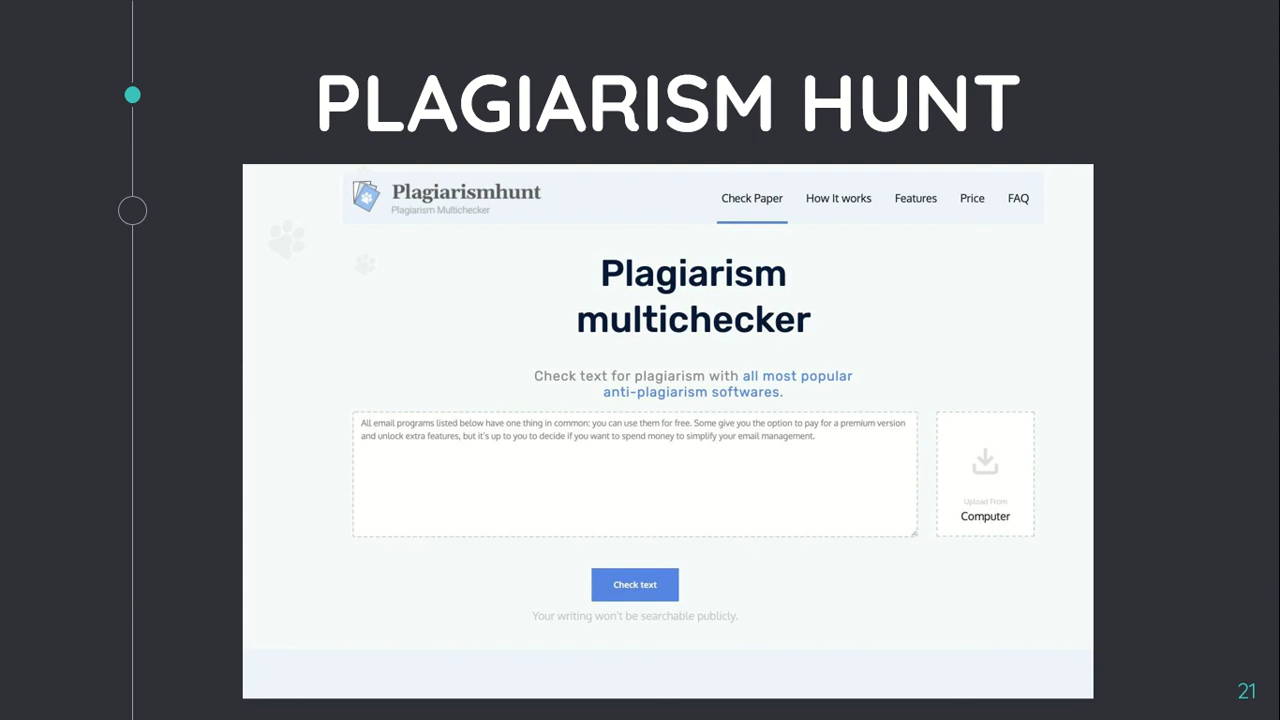 PLAGIARISM HUNT
Plagiarismhunt
Plagiarism Multichecker
Check Paper How It works Features Price FAQ
Plagiarism
multichecker
Check text for plagiarism with all most popular
anti-plagiarism softwares.
All email programs listed below have one thing in common: you can use them for free. Some give you the option to pay for a premium version
and unlock extra features, but it's up to you to decide if you want to spend money to simplify your email management.
Upload From
Computer
Check text
Your writing won't be searchable publicly.
21